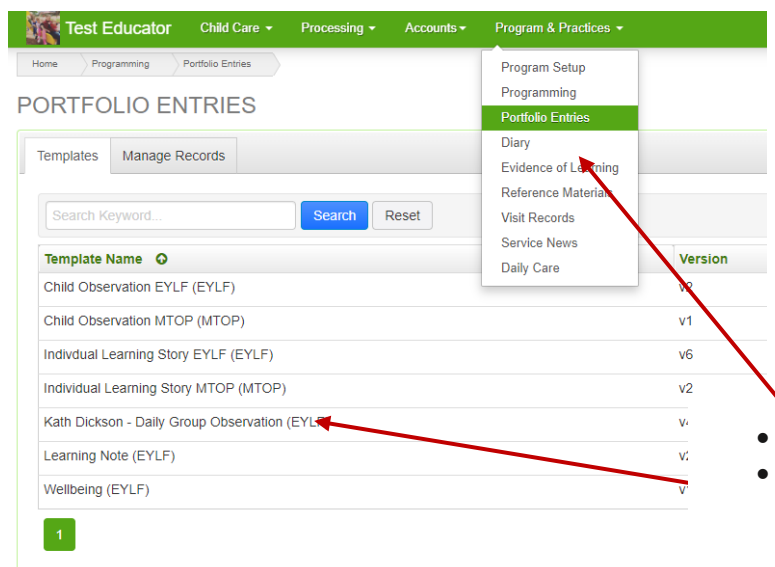 Test Educator Child Care Processing Accounts Program & Practices
Home Programming Portfolio Entries
PORTFOLIO ENTRIES
Program Setup
Programming
Portfolio Entries
Diary
Evidence of Learning
Reference Materials
Visit Records
Service News
Daily Care
Templates Manage Records
Search Keyword... Search Reset
Template Name Version
Child Observation EYLF (EYLF) v2
Child Observation MTOP (MTOP) v1
Indivdual Learning Story EYLF (EYLF) v6
Individual Learning Story MTOP (MTOP) v2
Kath Dickson - Daily Group Observation
Learning Note (EYLF)
Wellbeing (EYLF)
1